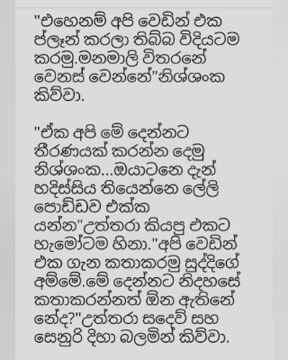 "එහෙනම් අපි වෙඩින් එක
ප්ලෑන් කරලා තිබ්බ විදියටම
කරමු.මනමාලි විතරනේ
වෙනස් වෙන්නේ"නිශ්ශංක
කිව්වා.
"ඒක අපි මේ දෙන්නට
තීරණයක් කරන්න දෙමු
නිශ්ශංක...ඔයාටනෙ දැන්
හදිස්සිය තියෙන්නෙ ලේලි
පොඩ්ඩව එක්ක
යන්න"උත්තරා කියපු එකට
හැමෝටම හිනා."අපි වෙඩින්
එක ගැන කතාකරමු සුද්දිගේ
අම්මේ.මේ දෙන්නට නිදහසේ
කතාකරන්නත් ඕන ඇතිනේ
නේද?"උත්තරා සදෙව් සහ
සෙනුරි දිහා බලමින් කිව්වා.